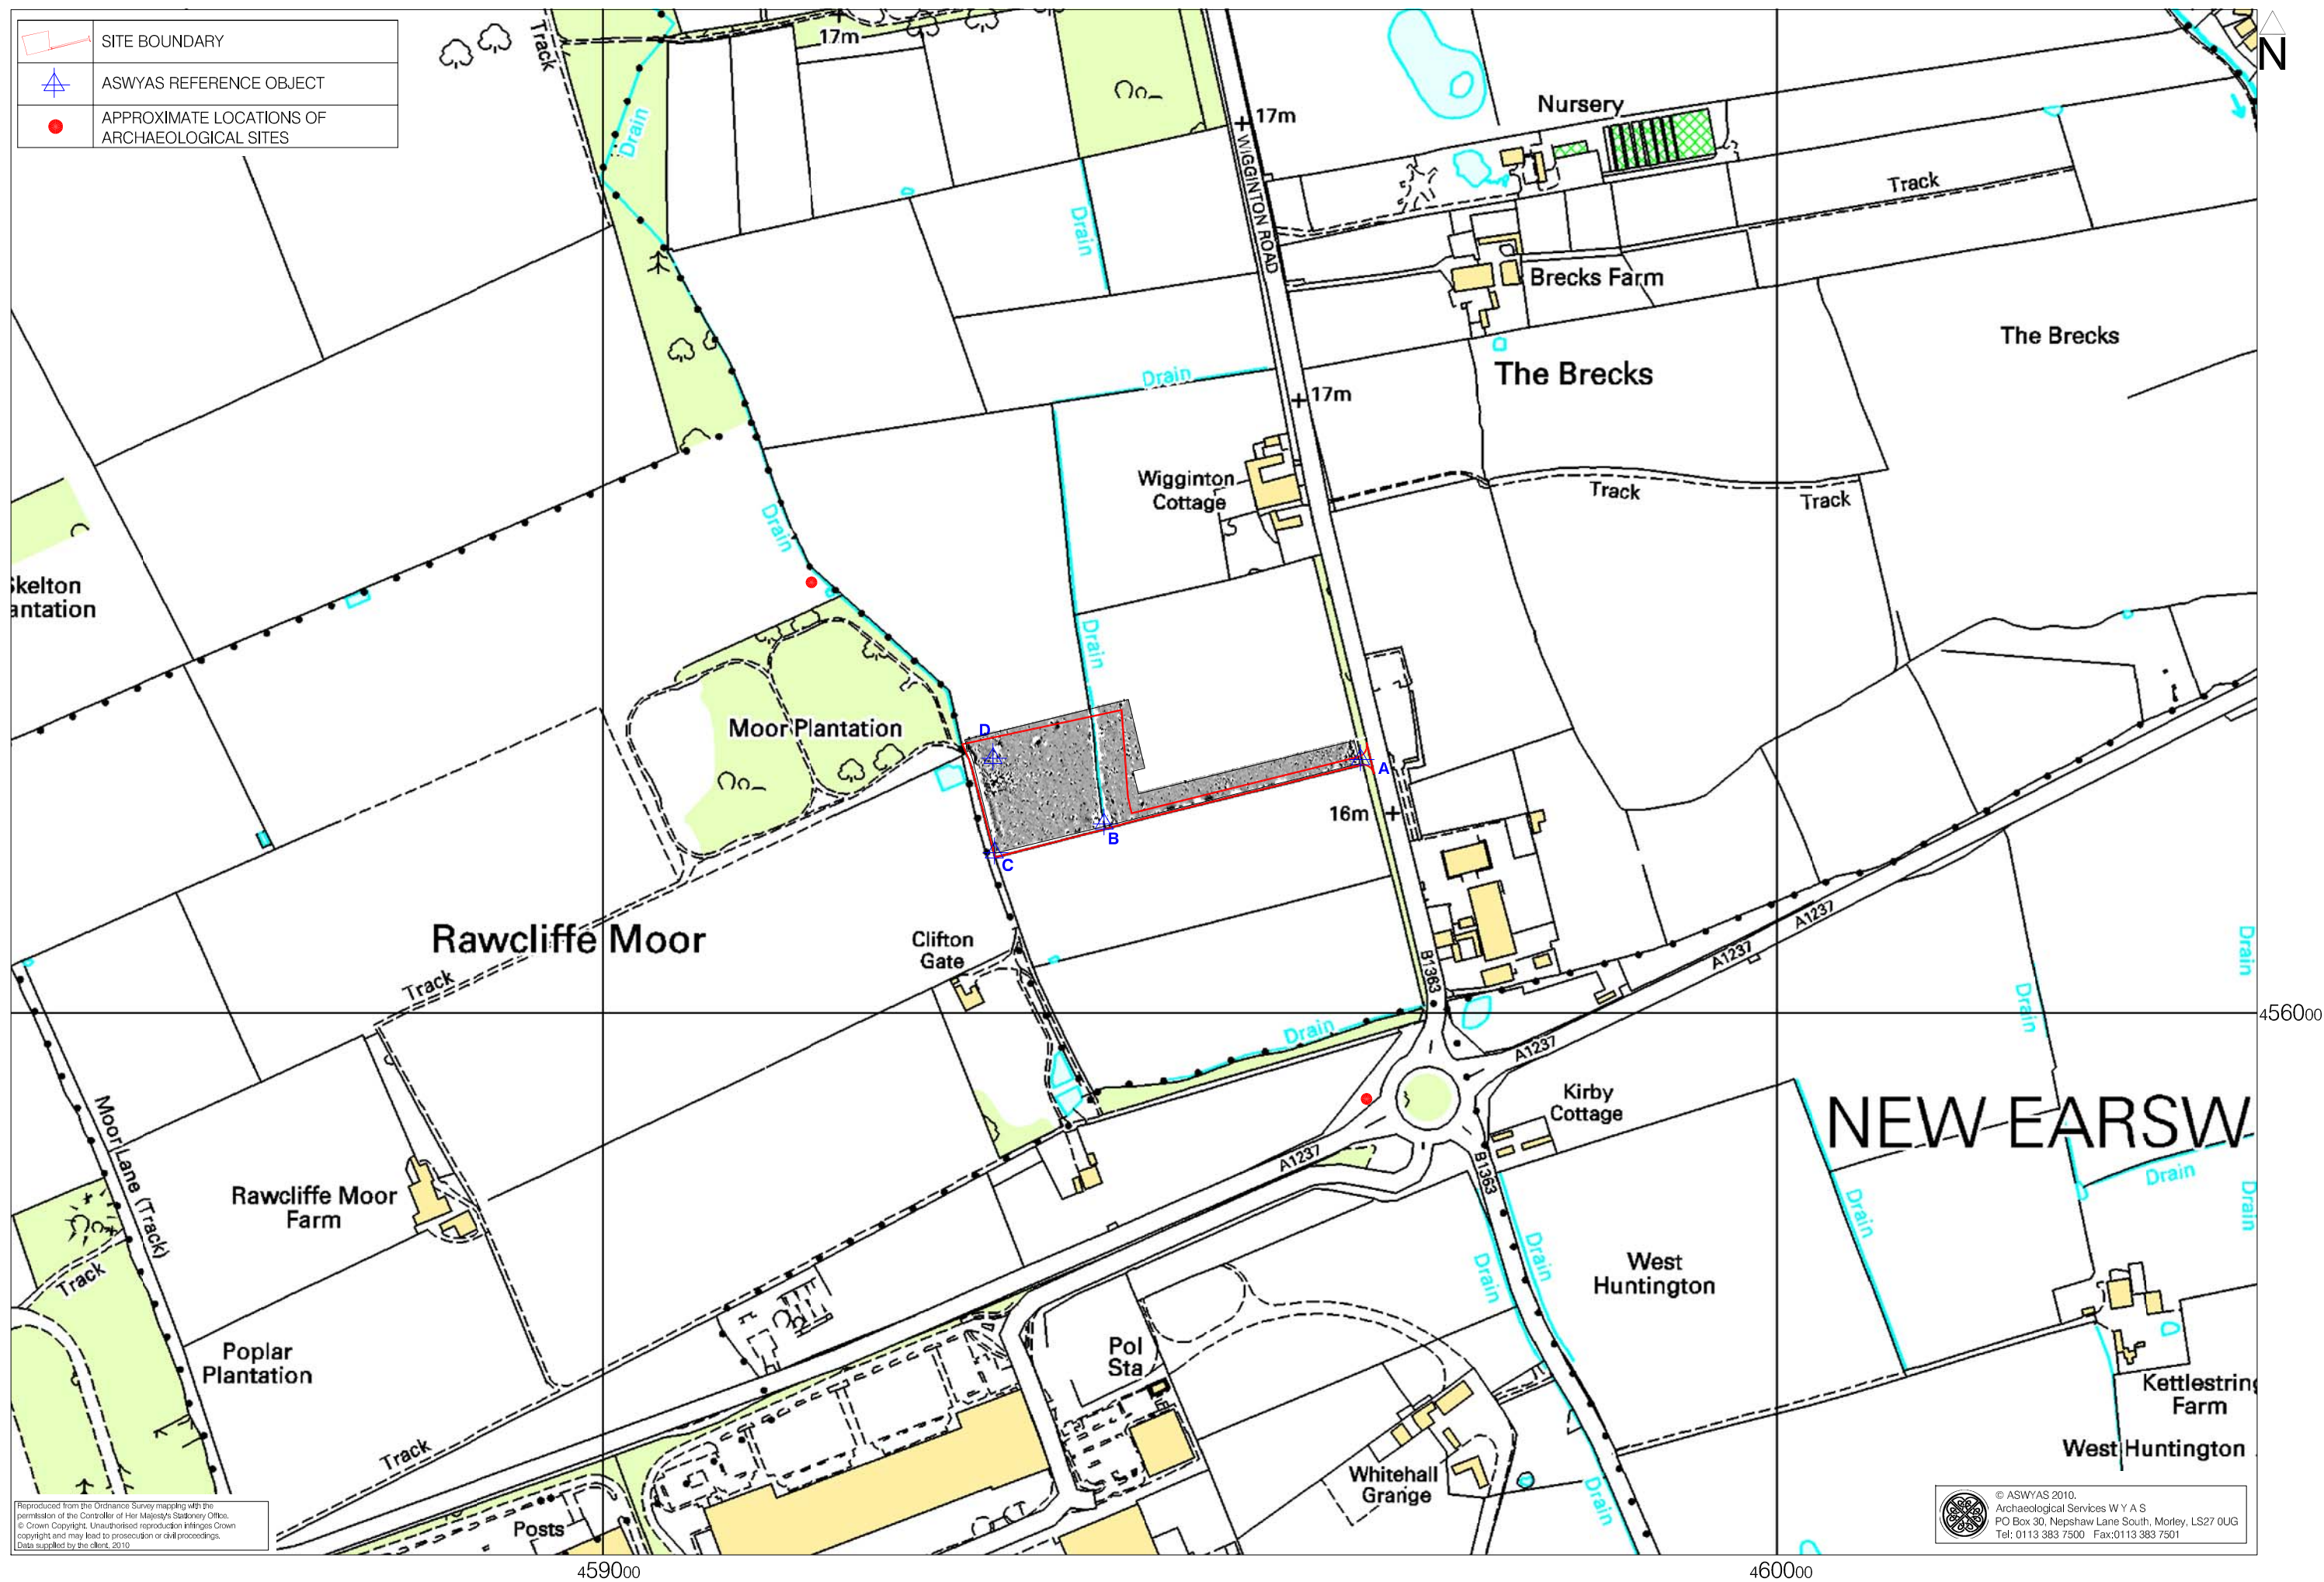 SITE BOUNDARY
ASWYAS REFERENCE OBJECT
APPROXIMATE LOCATIONS OF
ARCHAEOLOGICAL SITES
N
Track
17m
Drain
17m
WIGGINTON ROAD
Nursery
Track
Drain
Brecks Farm
The Brecks
The Brecks
Drain
17m
Wigginton
Cottage
Track
Track
Drain
Skelton
antation
Drain
Moor Plantation
D
A
B
C
16m
Rawcliffe Moor
Clifton
Gate
Track
B1363
A1237
A1237
Drain
Drain
Drain
A1237
45600
Kirby
Cottage
NEW EARSW
Moor Lane (Track)
A1237
B1363
Drain
Drain
Drain
Rawcliffe Moor
Farm
Track
Drain
Drain
West
Huntington
Poplar
Plantation
Pol
Sta
Kettlestring
Farm
Track
West Huntington
Whitehall
Grange
Drain
Posts
Reproduced from the Ordnance Survey mapping with the
permission of the Controller of Her Majesty's Stationery Office.
© Crown Copyright. Unauthorised reproduction infringes Crown
copyright and may lead to prosecution or civil proceedings.
Data supplied by the client, 2010
© ASWYAS 2010.
Archaeological Services W Y A S
PO Box 30, Nepshaw Lane South, Morley, LS27 0UG
Tel: 0113 383 7500 Fax:0113 383 7501
459000
460000